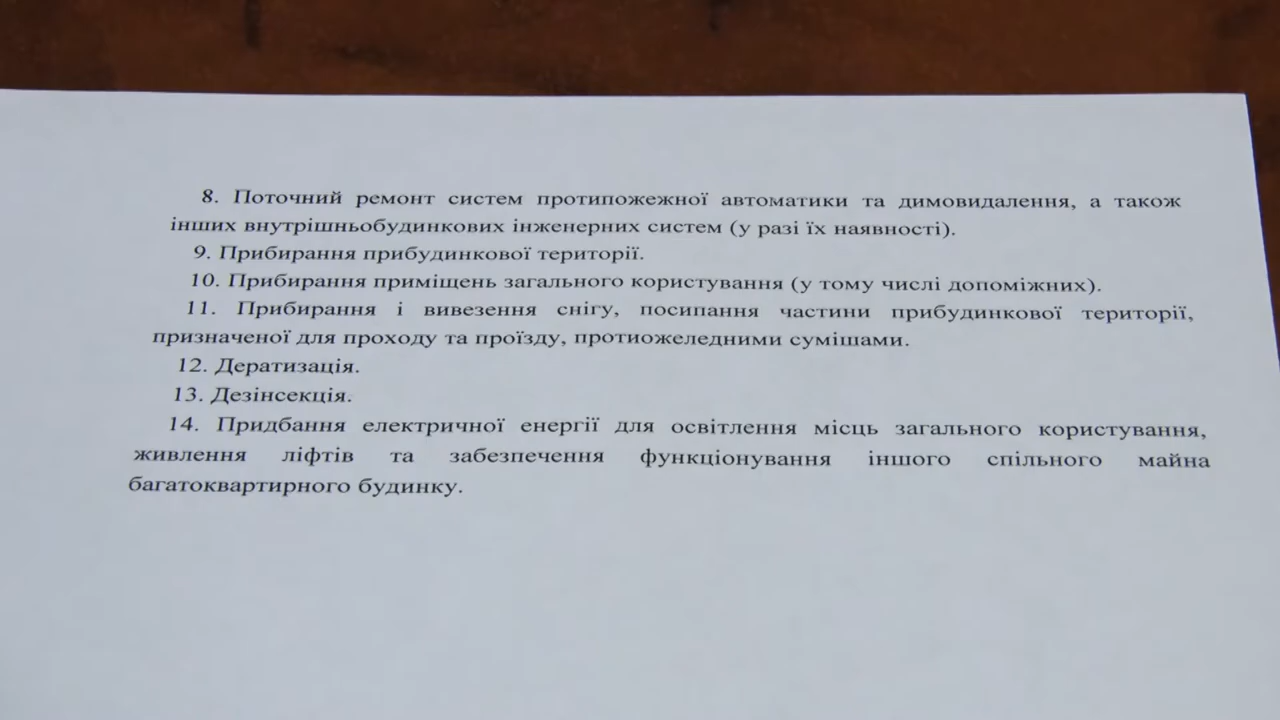 8. Поточний ремонт систем протипожежної автоматики та димовидалення, а також
інших внутрішньобудинкових інженерних систем (у разі їх наявності).
9. Прибирання прибудинкової території.
10. Прибирання приміщень загального користування (у тому числі допоміжних).
11. Прибирання і вивезення снігу, посипання частини прибудинкової території,
призначеної для проходу та проїзду, протиожеледними сумішами.
12. Дератизація.
13. Дезінсекція.
14. Придбання електричної енергії для освітлення місць загального користування,
живлення ліфтів та забезпечення функціонування іншого спільного майна
багатоквартирного будинку.